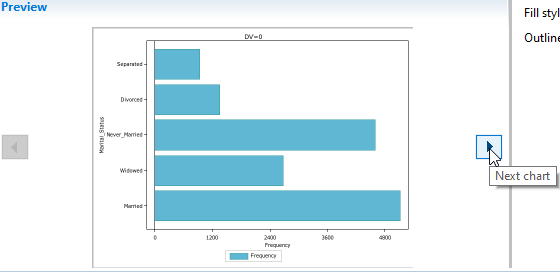 Preview
Fill styl
Outline
DV=0
Separated
Divorced
Never_Married
Widowed
Married
Marital_Status
0 1200 2400 3600 4800
Frequency
Frequency
Next chart